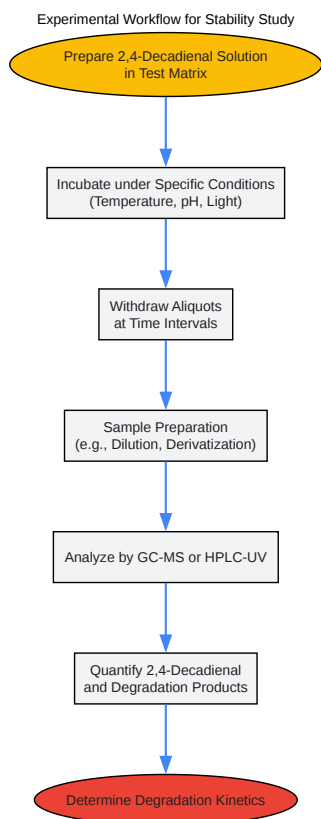 Experimental Workflow for Stability Study
Prepare 2,4-Decadienal Solution
in Test Matrix
Incubate under Specific Conditions
(Temperature, pH, Light)
Withdraw Aliquots
at Time Intervals
Sample Preparation
(e.g., Dilution, Derivatization)
Analyze by GC-MS or HPLC-UV
Quantify 2,4-Decadienal
and Degradation Products
Determine Degradation Kinetics